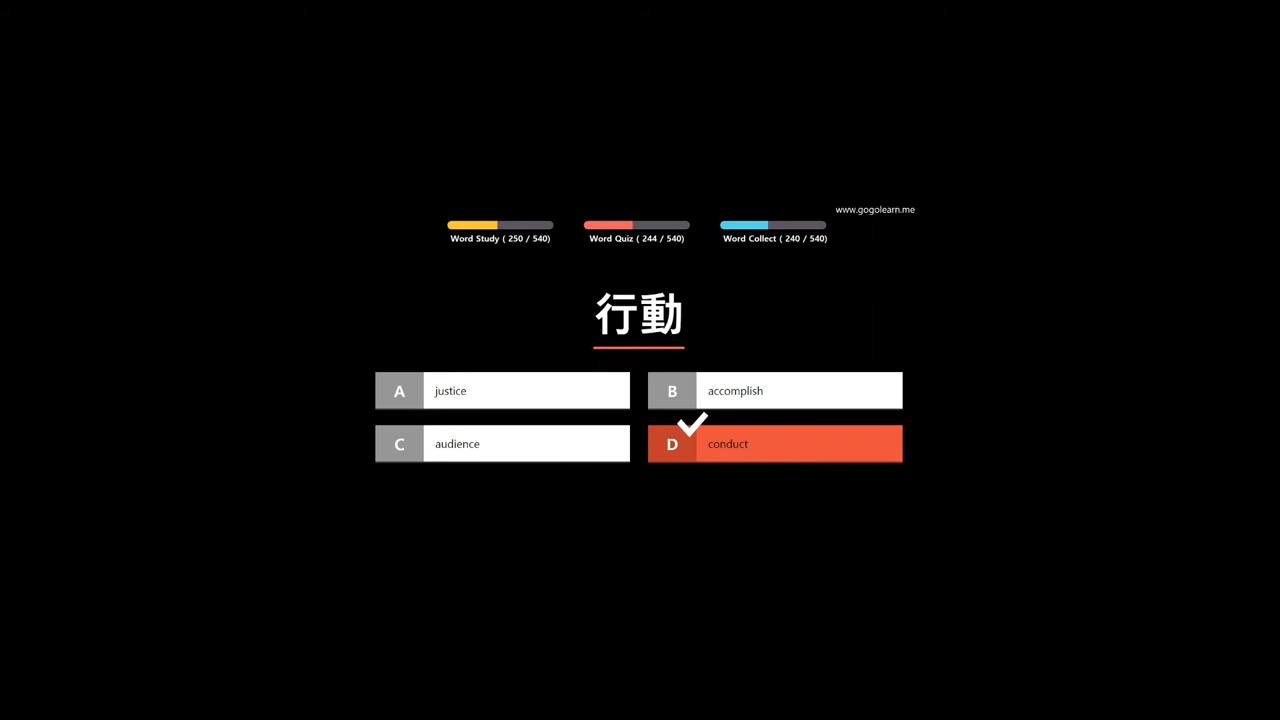 www.gogolearn.me
Word Study ( 250 / 540)
Word Quiz ( 244 / 540)
Word Collect ( 240 / 540)
行動
A justice
B accomplish
C audience
D conduct